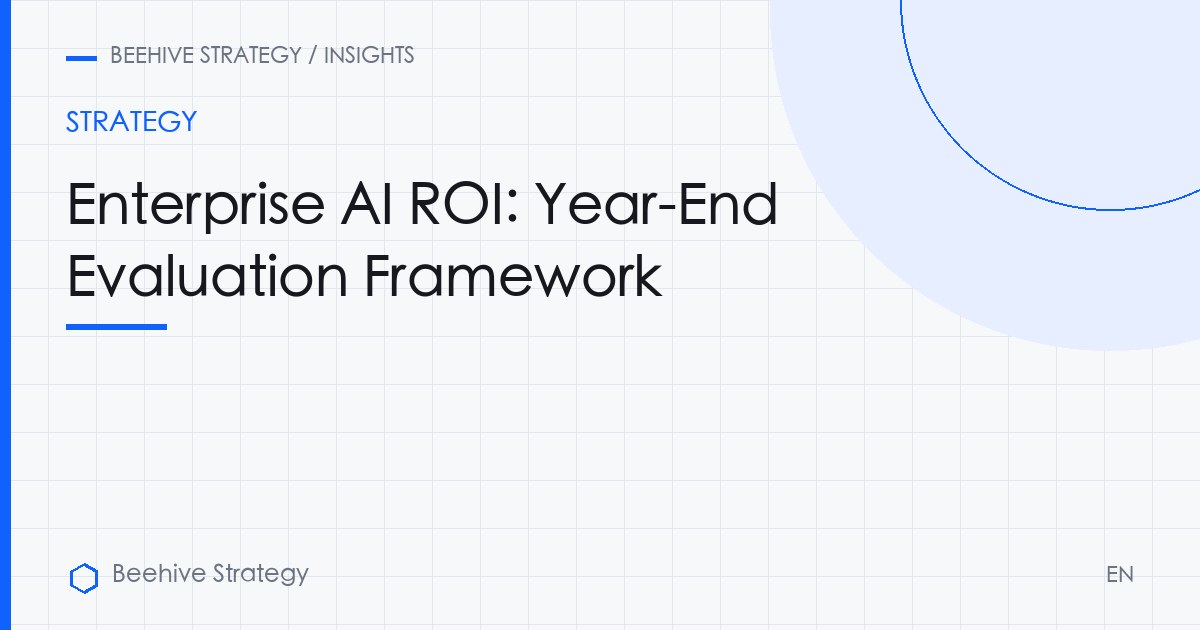 BEEHIVE STRATEGY / INSIGHTS
STRATEGY
Enterprise AI ROI: Year-End
Evaluation Framework
Beehive Strategy
EN